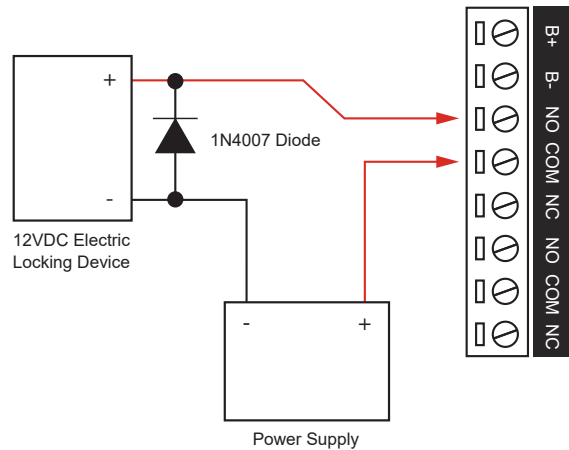 +
-
1N4007 Diode
12VDC Electric
Locking Device
-
+
Power Supply
B+
B-
NO
COM
NC
NO
COM
NC